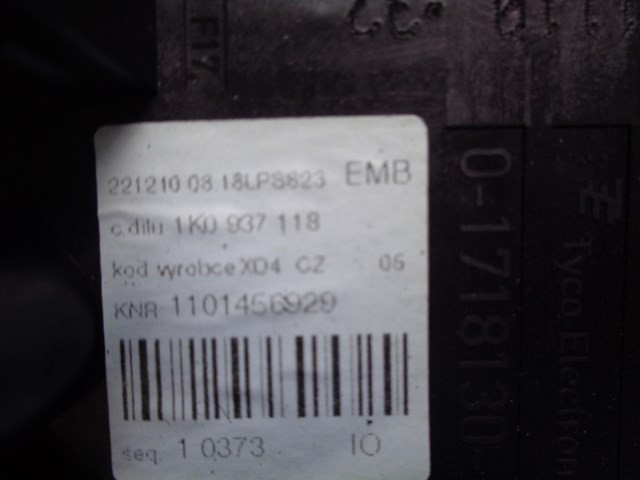 221210 08:18LPS623 EMB
c.dilu 1K0 937 118
kod vyrobce XD4 CZ 05
KNR 1101456929
seq. 1 0373 IO
0-1718130-
Tyco Electron